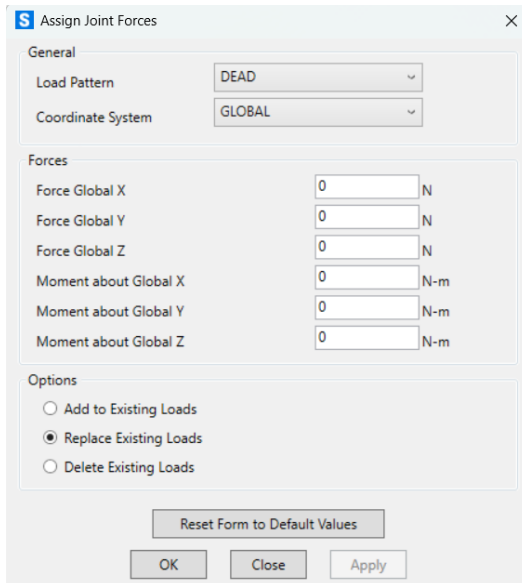 S Assign Joint Forces
General
Load Pattern DEAD
Coordinate System GLOBAL
Forces
Force Global X 0 N
Force Global Y 0 N
Force Global Z 0 N
Moment about Global X 0 N-m
Moment about Global Y 0 N-m
Moment about Global Z 0 N-m
Options
Add to Existing Loads
Replace Existing Loads
Delete Existing Loads
Reset Form to Default Values
OK Close Apply